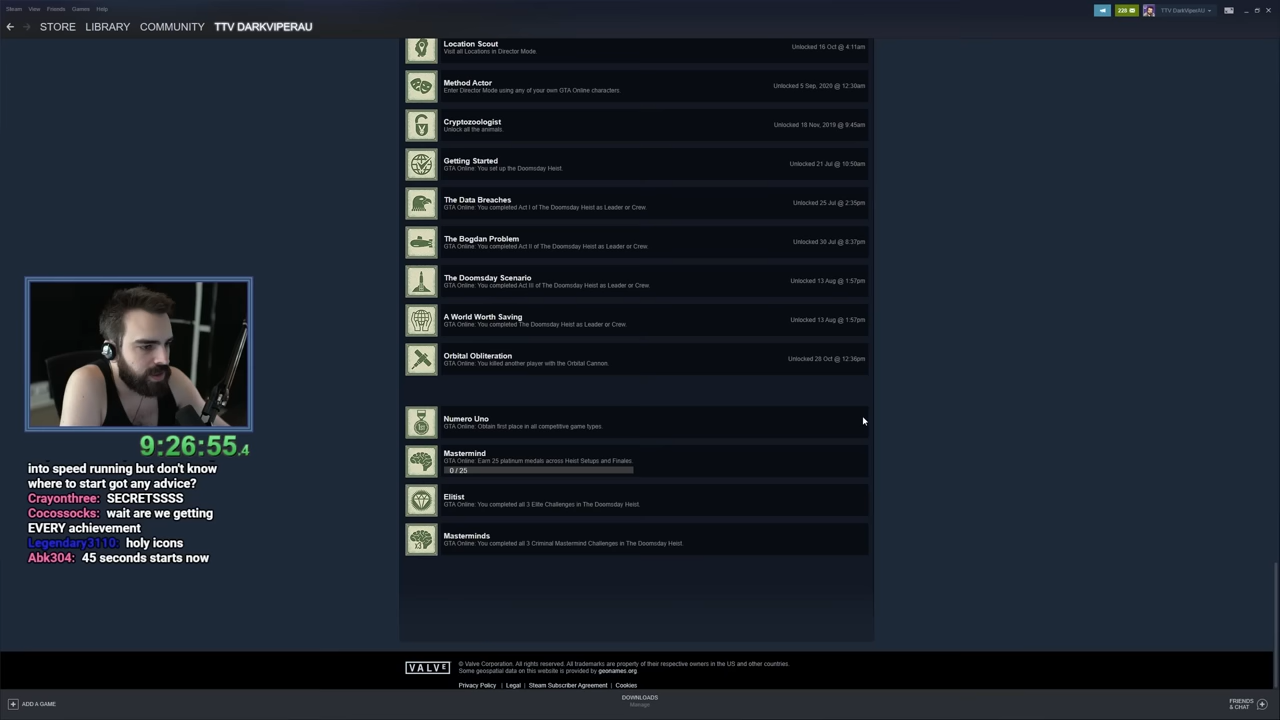 Steam View Friends Games Help
228
TTV DarkViperAU
STORE LIBRARY COMMUNITY TTV DARKVIPERAU
Location Scout
Visit all Locations in Director Mode.
Unlocked 16 Oct @ 4:11am
Method Actor
Enter Director Mode using any of your own GTA Online characters.
Unlocked 5 Sep, 2020 @ 12:30am
Cryptozoologist
Unlock all the animals.
Unlocked 18 Nov, 2019 @ 9:45am
Getting Started
GTA Online: You set up the Doomsday Heist.
Unlocked 21 Jul @ 10:50am
The Data Breaches
GTA Online: You completed Act I of The Doomsday Heist as Leader or Crew.
Unlocked 25 Jul @ 2:35pm
The Bogdan Problem
GTA Online: You completed Act II of The Doomsday Heist as Leader or Crew.
Unlocked 30 Jul @ 8:37pm
The Doomsday Scenario
GTA Online: You completed Act III of The Doomsday Heist as Leader or Crew.
Unlocked 13 Aug @ 1:57pm
A World Worth Saving
GTA Online: You completed The Doomsday Heist as Leader or Crew.
Unlocked 13 Aug @ 1:57pm
Orbital Obliteration
GTA Online: You killed another player with the Orbital Cannon.
Unlocked 28 Oct @ 12:36pm
Numero Uno
GTA Online: Obtain first place in all competitive game types.
Mastermind
GTA Online: Earn 25 platinum medals across Heist Setups and Finales.
0 / 25
Elitist
GTA Online: You completed all 3 Elite Challenges in The Doomsday Heist.
Masterminds
GTA Online: You completed all 3 Criminal Mastermind Challenges in The Doomsday Heist.
9:26:55.4
into speed running but don't know
where to start got any advice?
Crayonthree: SECRETSSSS
Cocossocks: wait are we getting
EVERY achievement
Legendary3110: holy icons
Abk304: 45 seconds starts now
VALVE
© Valve Corporation. All rights reserved. All trademarks are property of their respective owners in the US and other countries
Some geospatial data on this website is provided by geonames.org.
Privacy Policy | Legal | Steam Subscriber Agreement | Cookies
ADD A GAME
DOWNLOADS
Manage
FRIENDS
& CHAT